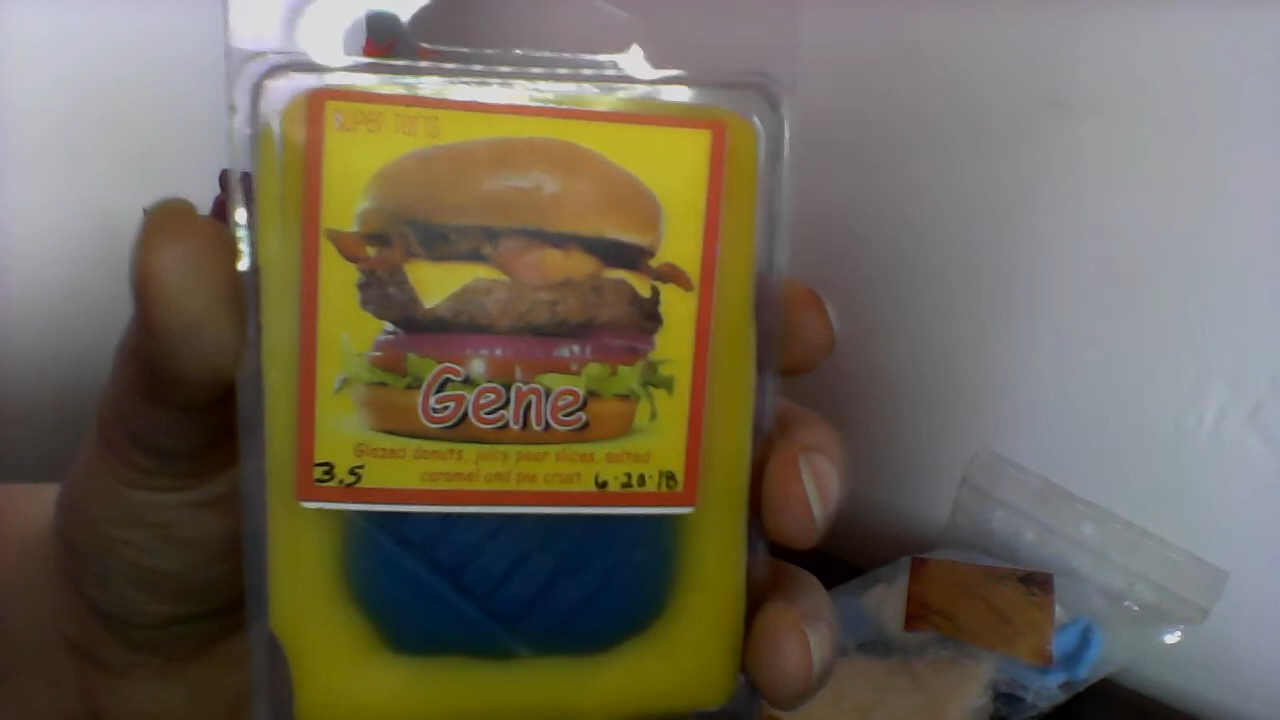 SUPER TARTS
Gene
Glazed donuts, juicy pear slices, salted
caramel and pie crust
3.5
6-20-18